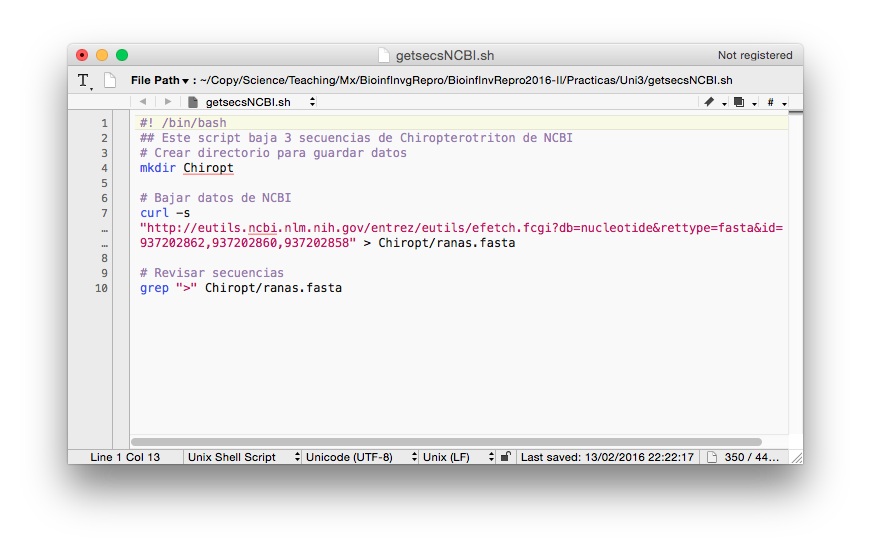 getsecsNCBI.sh
Not registered
T File Path ▾ : ~/Copy/Science/Teaching/Mx/BioinfInvgRepro/BioinfInvRepro2016-II/Practicas/Uni3/getsecsNCBI.sh
getsecsNCBI.sh #
1 #! /bin/bash
2 ## Este script baja 3 secuencias de Chiropterotriton de NCBI
3 # Crear directorio para guardar datos
4 mkdir Chiropt
5
6 # Bajar datos de NCBI
7 curl -s
… "http://eutils.ncbi.nlm.nih.gov/entrez/eutils/efetch.fcgi?db=nucleotide&rettype=fasta&id=
… 937202862,937202860,937202858" > Chiropt/ranas.fasta
8
9 # Revisar secuencias
10 grep ">" Chiropt/ranas.fasta
Line 1 Col 13 Unix Shell Script Unicode (UTF-8) Unix (LF) Last saved: 13/02/2016 22:22:17 350 / 44…